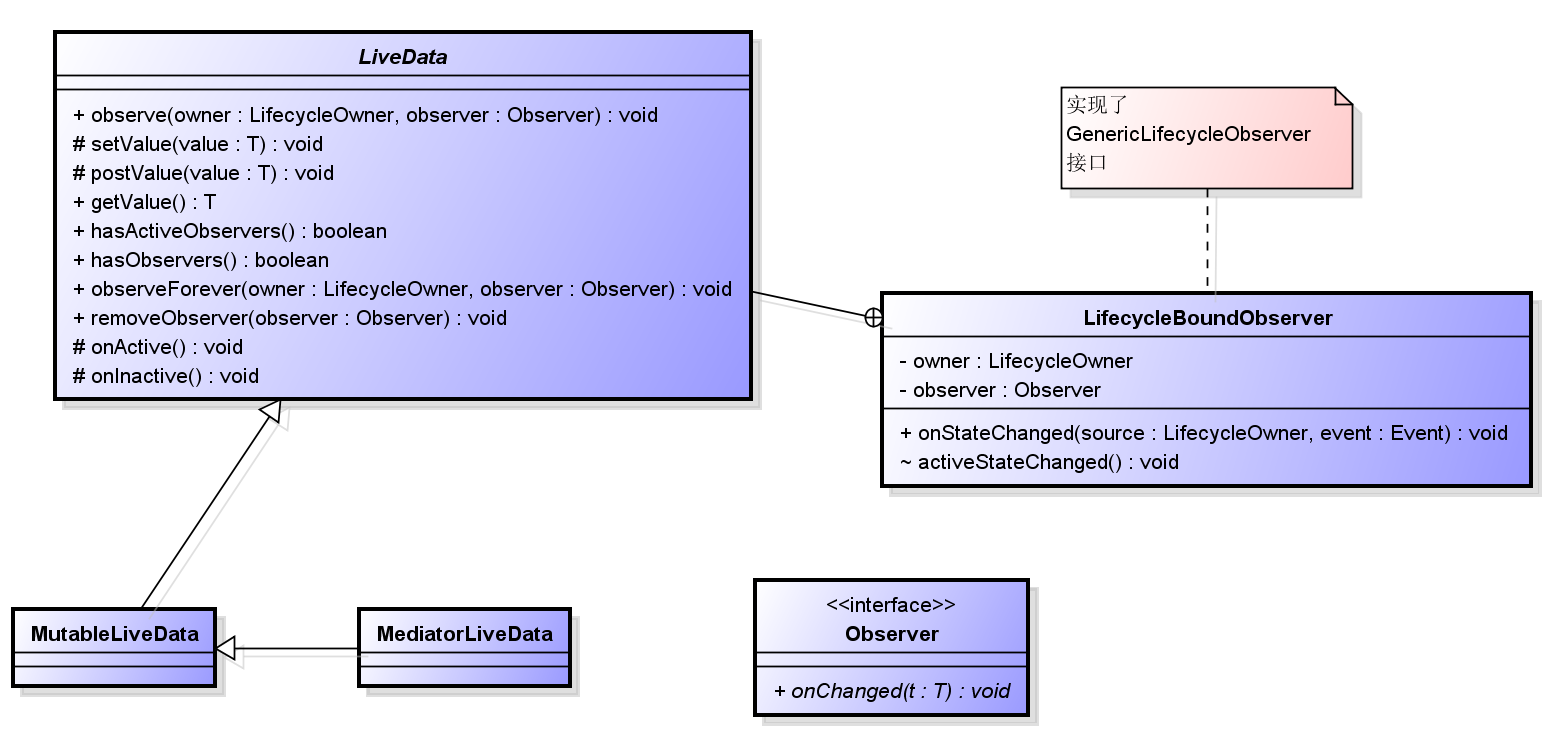 LiveData
+ observe(owner : LifecycleOwner, observer : Observer) : void
# setValue(value : T) : void
# postValue(value : T) : void
+ getValue() : T
+ hasActiveObservers() : boolean
+ hasObservers() : boolean
+ observeForever(owner : LifecycleOwner, observer : Observer) : void
+ removeObserver(observer : Observer) : void
# onActive() : void
# onInactive() : void
实现了
GenericLifecycleObserver
接口
LifecycleBoundObserver
- owner : LifecycleOwner
- observer : Observer
+ onStateChanged(source : LifecycleOwner, event : Event) : void
~ activeStateChanged() : void
MutableLiveData
MediatorLiveData
<<interface>>
Observer
+ onChanged(t : T) : void